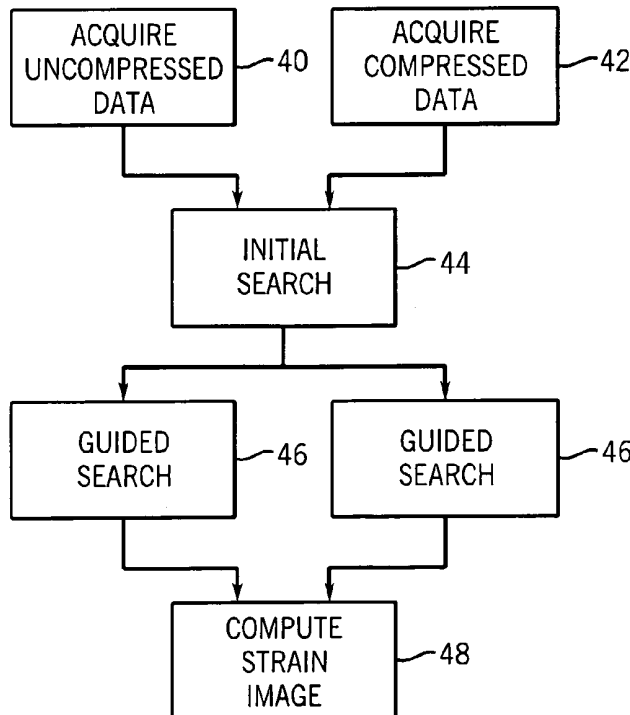 ACQUIRE
UNCOMPRESSED
DATA
40
ACQUIRE
COMPRESSED
DATA
42
INITIAL
SEARCH
44
GUIDED
SEARCH
46
GUIDED
SEARCH
46
COMPUTE
STRAIN
IMAGE
48